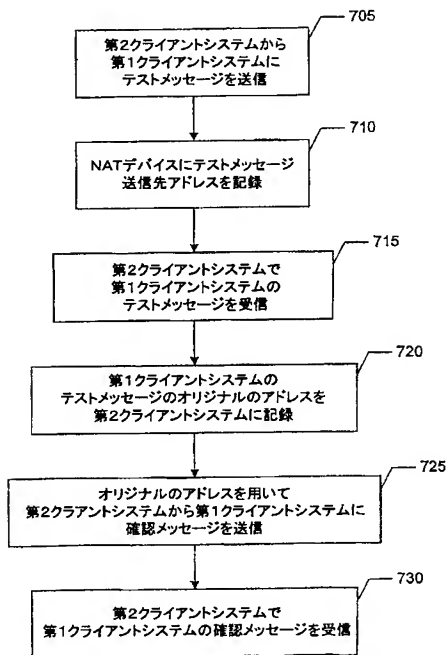 705
第2クライアントシステムから
第1クライアントシステムに
テストメッセージを送信
710
NATデバイスにテストメッセージ
送信先アドレスを記録
715
第2クライアントシステムで
第1クライアントシステムの
テストメッセージを受信
720
第1クライアントシステムの
テストメッセージのオリジナルのアドレスを
第2クライアントシステムに記録
725
オリジナルのアドレスを用いて
第2クラアントシステムから第1クライアントシステムに
確認メッセージを送信
730
第2クライアントシステムで
第1クライアントシステムの確認メッセージを受信